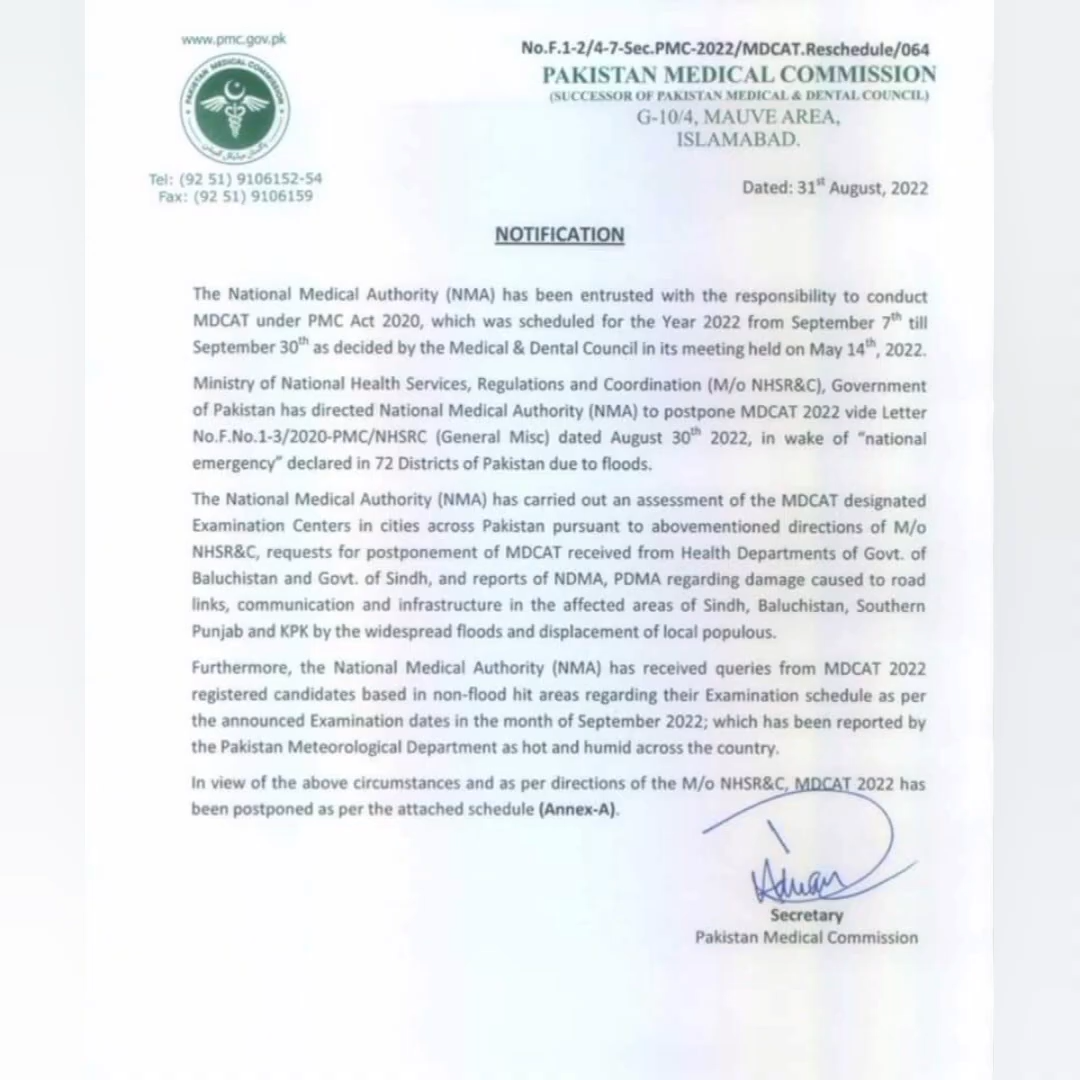 www.pmc.gov.pk
PAKISTAN MEDICAL COMMISSION
پاکستان میڈیکل کمیشن
Tel: (92 51) 9106152-54
Fax: (92 51) 9106159
No.F.1-2/4-7-Sec.PMC-2022/MDCAT.Reschedule/064
PAKISTAN MEDICAL COMMISSION
(SUCCESSOR OF PAKISTAN MEDICAL & DENTAL COUNCIL)
G-10/4, MAUVE AREA,
ISLAMABAD.
Dated: 31st August, 2022
NOTIFICATION
The National Medical Authority (NMA) has been entrusted with the responsibility to conduct
MDCAT under PMC Act 2020, which was scheduled for the Year 2022 from September 7th till
September 30th as decided by the Medical & Dental Council in its meeting held on May 14th, 2022.
Ministry of National Health Services, Regulations and Coordination (M/o NHSR&C), Government
of Pakistan has directed National Medical Authority (NMA) to postpone MDCAT 2022 vide Letter
No.F.No.1-3/2020-PMC/NHSRC (General Misc) dated August 30th 2022, in wake of "national
emergency" declared in 72 Districts of Pakistan due to floods.
The National Medical Authority (NMA) has carried out an assessment of the MDCAT designated
Examination Centers in cities across Pakistan pursuant to abovementioned directions of M/o
NHSR&C, requests for postponement of MDCAT received from Health Departments of Govt. of
Baluchistan and Govt. of Sindh, and reports of NDMA, PDMA regarding damage caused to road
links, communication and infrastructure in the affected areas of Sindh, Baluchistan, Southern
Punjab and KPK by the widespread floods and displacement of local populous.
Furthermore, the National Medical Authority (NMA) has received queries from MDCAT 2022
registered candidates based in non-flood hit areas regarding their Examination schedule as per
the announced Examination dates in the month of September 2022; which has been reported by
the Pakistan Meteorological Department as hot and humid across the country.
In view of the above circumstances and as per directions of the M/o NHSR&C, MDCAT 2022 has
been postponed as per the attached schedule (Annex-A).
Adnan
Secretary
Pakistan Medical Commission